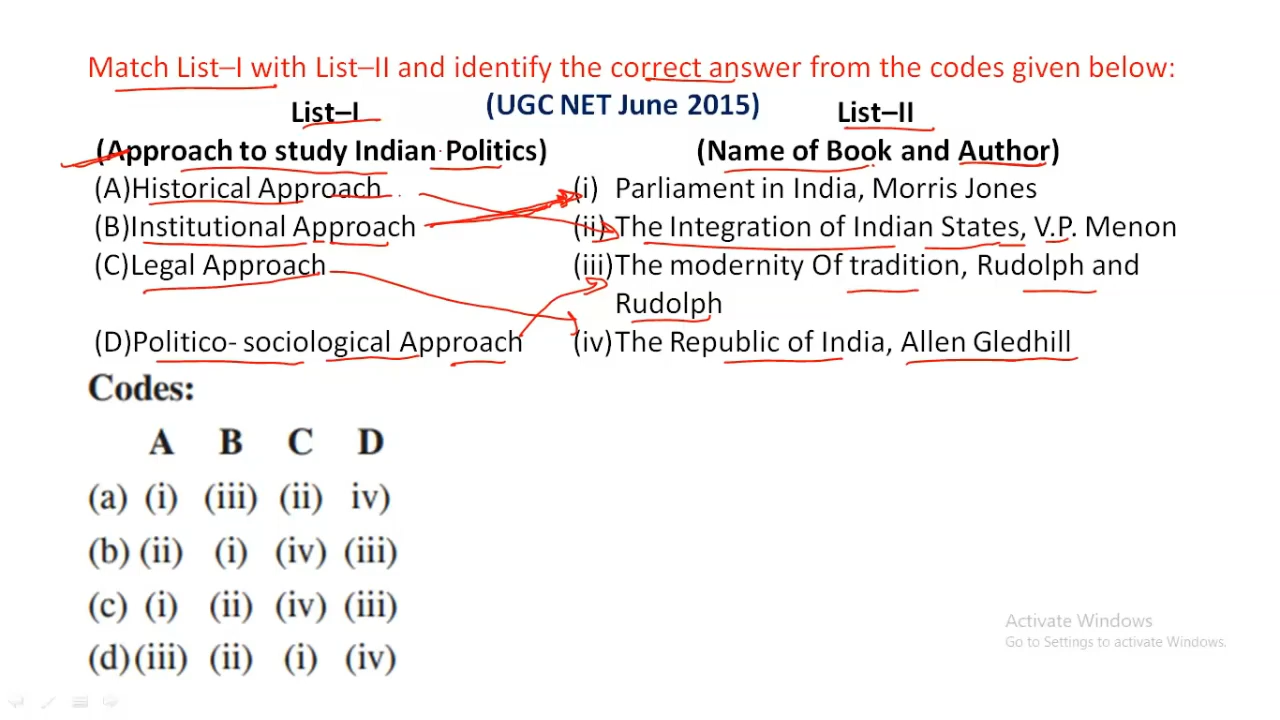 Match List–I with List–II and identify the correct answer from the codes given below:
List–I (UGC NET June 2015) List–II
(Approach to study Indian Politics) (Name of Book and Author)
(A)Historical Approach (i) Parliament in India, Morris Jones
(B)Institutional Approach (ii) The Integration of Indian States, V.P. Menon
(C)Legal Approach (iii)The modernity Of tradition, Rudolph and
Rudolph
(D)Politico- sociological Approach (iv)The Republic of India, Allen Gledhill
Codes:
A B C D
(a) (i) (iii) (ii) iv)
(b) (ii) (i) (iv) (iii)
(c) (i) (ii) (iv) (iii)
(d)(iii) (ii) (i) (iv)
Activate Windows
Go to Settings to activate Windows.